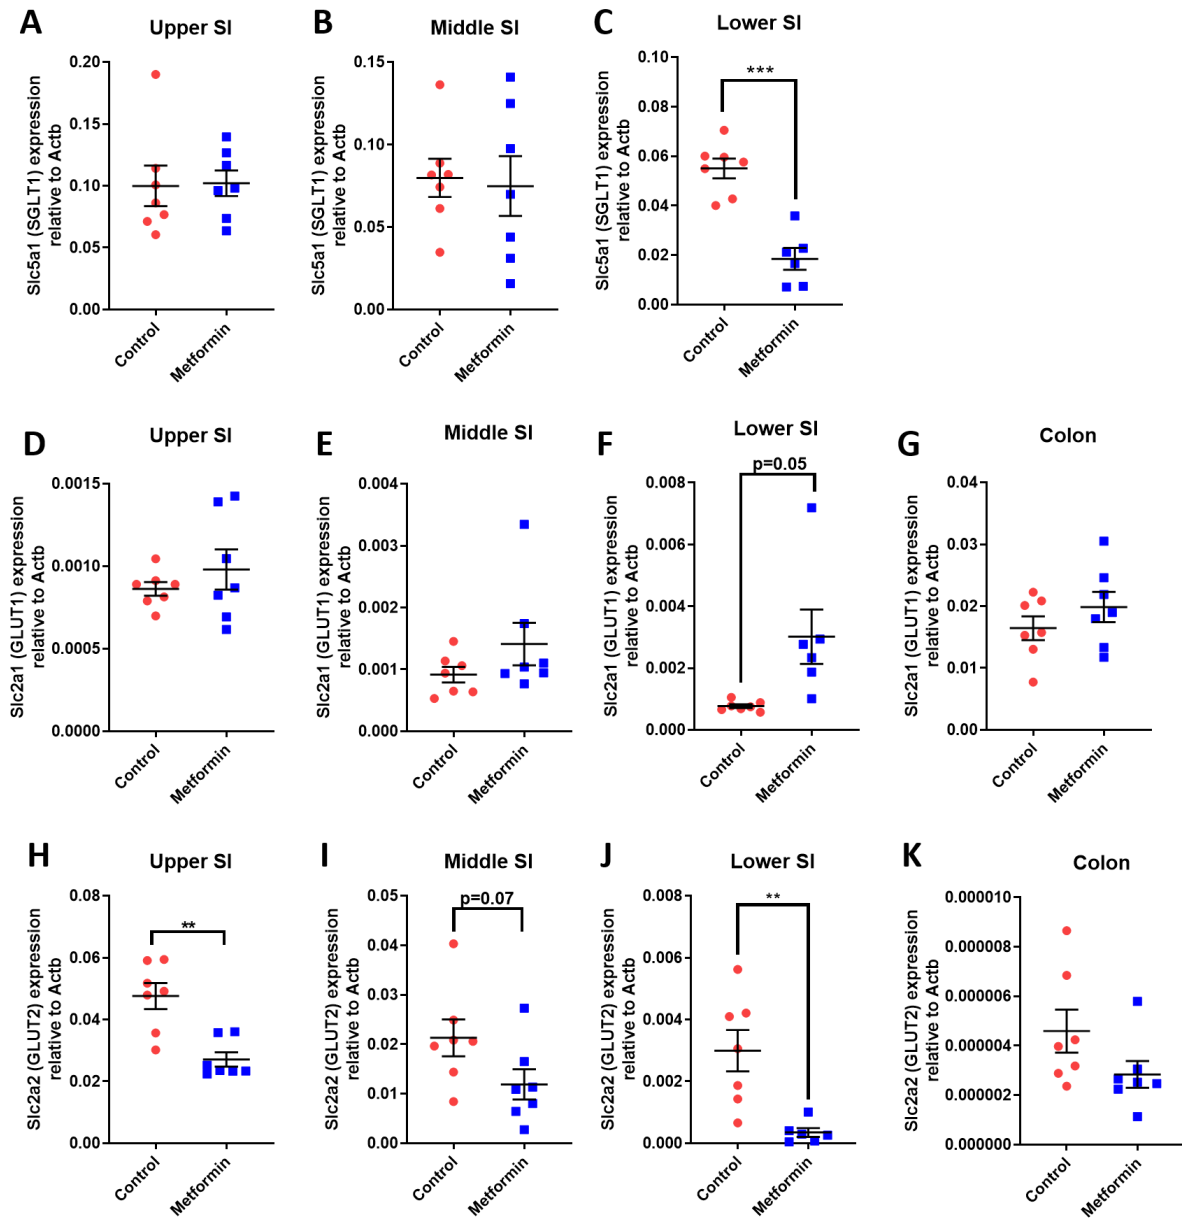 A
Upper SI
Slc5a1 (SGLT1) expression
relative to Actb
0.20
0.15
0.10
0.05
0.00
Control
Metformin
B
Middle SI
Slc5a1 (SGLT1) expression
relative to Actb
0.15
0.10
0.05
0.00
Control
Metformin
C
Lower SI
Slc5a1 (SGLT1) expression
relative to Actb
0.10
0.08
0.06
0.04
0.02
0.00
***
Control
Metformin
D
Upper SI
Slc2a1 (GLUT1) expression
relative to Actb
0.0015
0.0010
0.0005
0.0000
Control
Metformin
E
Middle SI
Slc2a1 (GLUT1) expression
relative to Actb
0.004
0.003
0.002
0.001
0.000
Control
Metformin
F
Lower SI
Slc2a1 (GLUT1) expression
relative to Actb
0.008
0.006
0.004
0.002
0.000
p=0.05
Control
Metformin
G
Colon
Slc2a1 (GLUT1) expression
relative to Actb
0.04
0.03
0.02
0.01
0.00
Control
Metformin
H
Upper SI
Slc2a2 (GLUT2) expression
relative to Actb
0.08
0.06
0.04
0.02
0.00
**
Control
Metformin
I
Middle SI
Slc2a2 (GLUT2) expression
relative to Actb
0.05
0.04
0.03
0.02
0.01
0.00
p=0.07
Control
Metformin
J
Lower SI
Slc2a2 (GLUT2) expression
relative to Actb
0.008
0.006
0.004
0.002
0.000
**
Control
Metformin
K
Colon
Slc2a2 (GLUT2) expression
relative to Actb
0.000010
0.000008
0.000006
0.000004
0.000002
0.000000
Control
Metformin